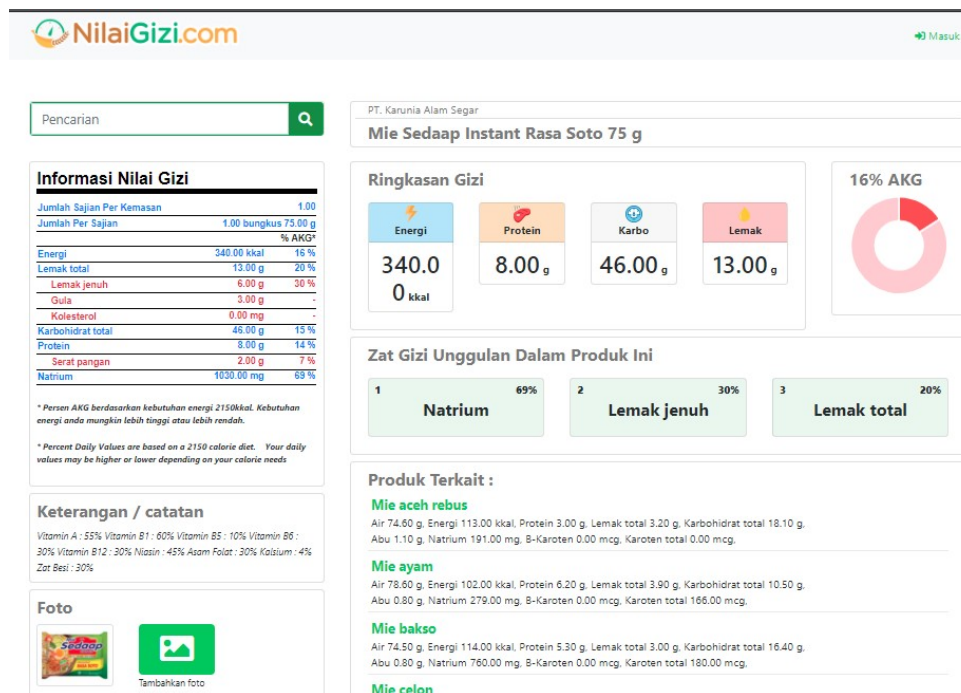 NilaiGizi.com
Masuk
Pencarian
PT. Karunia Alam Segar
Mie Sedaap Instant Rasa Soto 75 g
Informasi Nilai Gizi
Jumlah Sajian Per Kemasan 1.00
Jumlah Per Sajian 1.00 bungkus 75.00 g
% AKG*
Energi 340.00 kkal 16 %
Lemak total 13.00 g 20 %
Lemak jenuh 6.00 g 30 %
Gula 3.00 g -
Kolesterol 0.00 mg -
Karbohidrat total 46.00 g 15 %
Protein 8.00 g 14 %
Serat pangan 2.00 g 7 %
Natrium 1030.00 mg 69 %
* Persen AKG berdasarkan kebutuhan energi 2150kkal. Kebutuhan
energi anda mungkin lebih tinggi atau lebih rendah.
* Percent Daily Values are based on a 2150 calorie diet. Your daily
values may be higher or lower depending on your calorie needs
Keterangan / catatan
Vitamin A : 55% Vitamin B1 : 60% Vitamin B5 : 10% Vitamin B6 :
30% Vitamin B12 : 30% Niasin : 45% Asam Folat : 30% Kalsium : 4%
Zat Besi : 30%
Foto
Sedaap
Tambahkan foto
Ringkasan Gizi
Energi
340.0
0 kkal
Protein
8.00 g
Karbo
46.00 g
Lemak
13.00 g
16% AKG
Zat Gizi Unggulan Dalam Produk Ini
1 69%
Natrium
2 30%
Lemak jenuh
3 20%
Lemak total
Produk Terkait :
Mie aceh rebus
Air 74.60 g, Energi 113.00 kkal, Protein 3.00 g, Lemak total 3.20 g, Karbohidrat total 18.10 g,
Abu 1.10 g, Natrium 191.00 mg, B-Karoten 0.00 mcg, Karoten total 0.00 mcg,
Mie ayam
Air 78.60 g, Energi 102.00 kkal, Protein 6.20 g, Lemak total 3.90 g, Karbohidrat total 10.50 g,
Abu 0.80 g, Natrium 279.00 mg, B-Karoten 0.00 mcg, Karoten total 166.00 mcg,
Mie bakso
Air 74.50 g, Energi 114.00 kkal, Protein 5.30 g, Lemak total 3.00 g, Karbohidrat total 16.40 g,
Abu 0.80 g, Natrium 760.00 mg, B-Karoten 0.00 mcg, Karoten total 180.00 mcg,
Mie celon